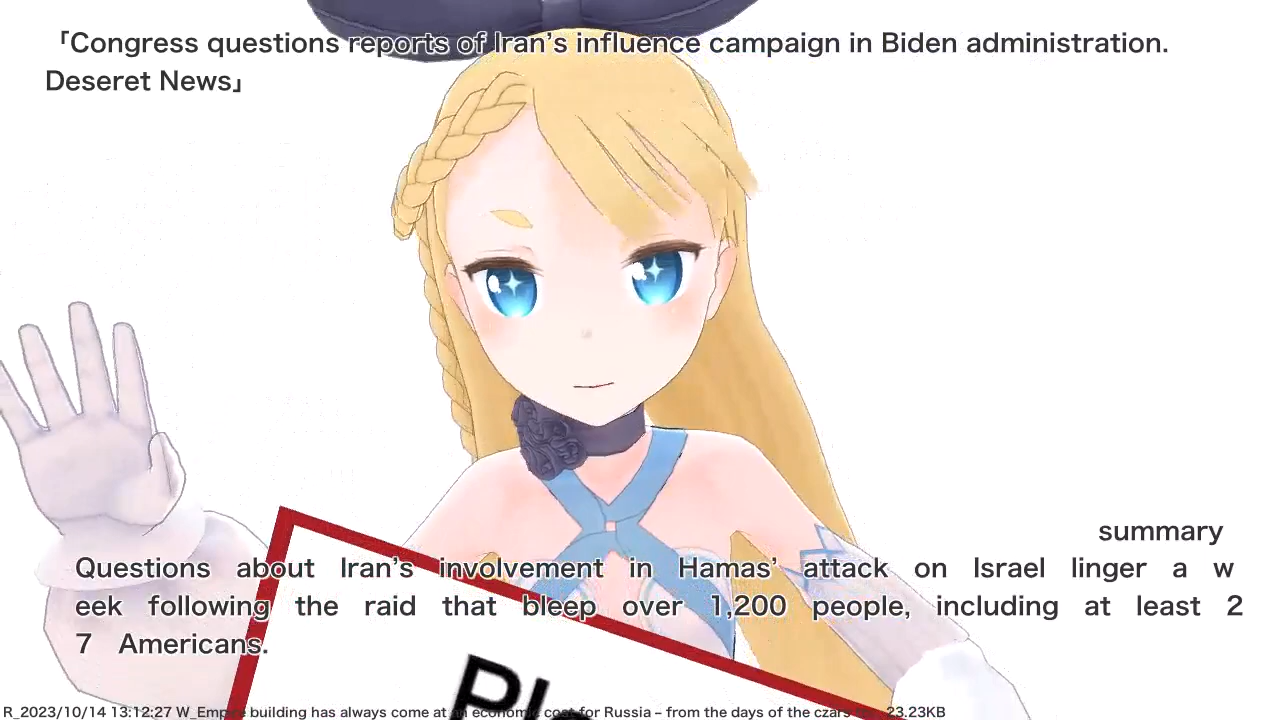 「Congress questions reports of Iran's influence campaign in Biden administration.
Deseret News」
summary
Questions about Iran's involvement in Hamas' attack on Israel linger a w
eek following the raid that bleep over 1,200 people, including at least 2
7 Americans.
R_2023/10/14 13:12:27 W_Empire building has always come at an economic cost for Russia – from the days of the czars 23.23KB